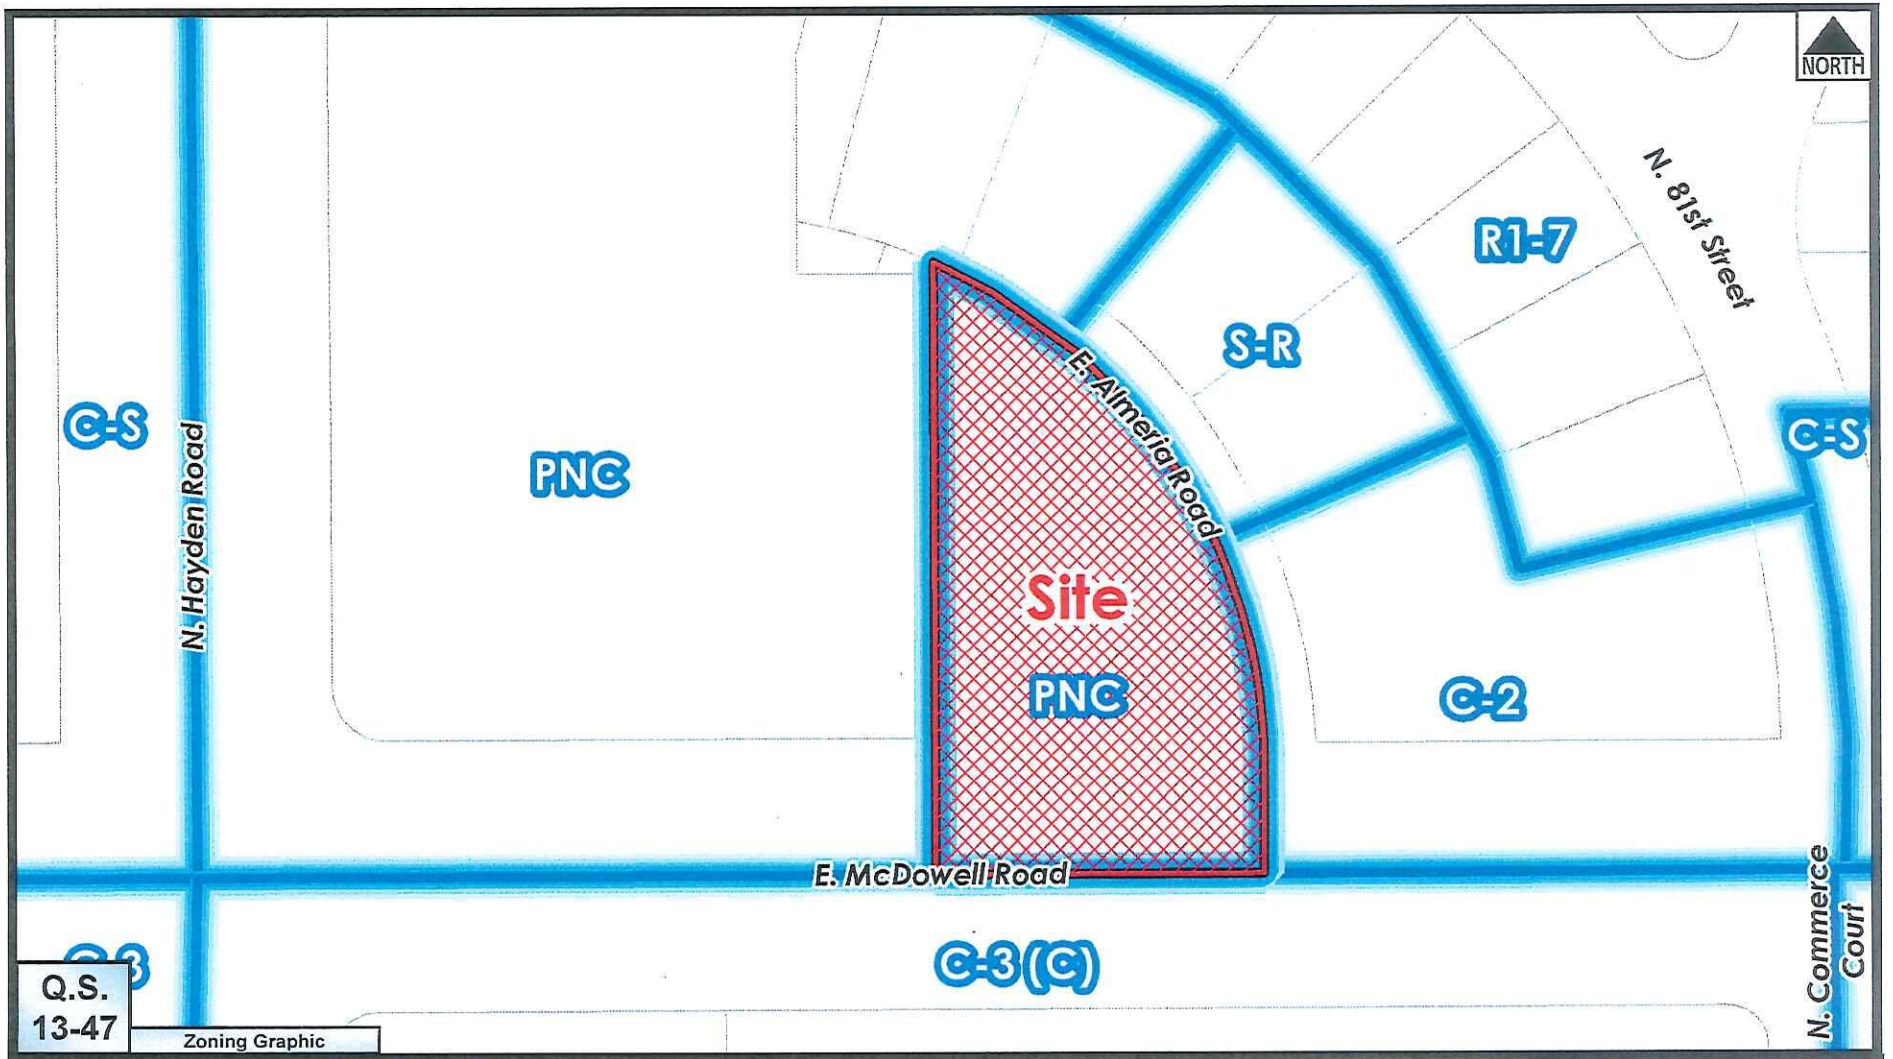 NORTH
N. 81st Street
R1-7
S-R
E. Almeria Road
C-S
C-S
N. Hayden Road
PNC
Site
PNC
C-2
E. McDowell Road
C-3
C-3 (C)
N. Commerce
Court
Q.S.
13-47
Zoning Graphic